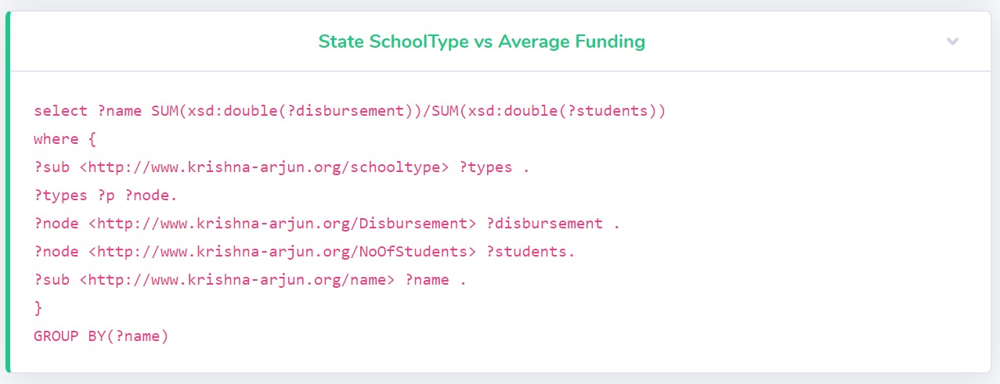 State SchoolType vs Average Funding
select ?name SUM(xsd:double(?disbursement))/SUM(xsd:double(?students))
where {
?sub <http://www.krishna-arjun.org/schooltype> ?types .
?types ?p ?node.
?node <http://www.krishna-arjun.org/Disbursement> ?disbursement .
?node <http://www.krishna-arjun.org/NoOfStudents> ?students.
?sub <http://www.krishna-arjun.org/name> ?name .
}
GROUP BY(?name)